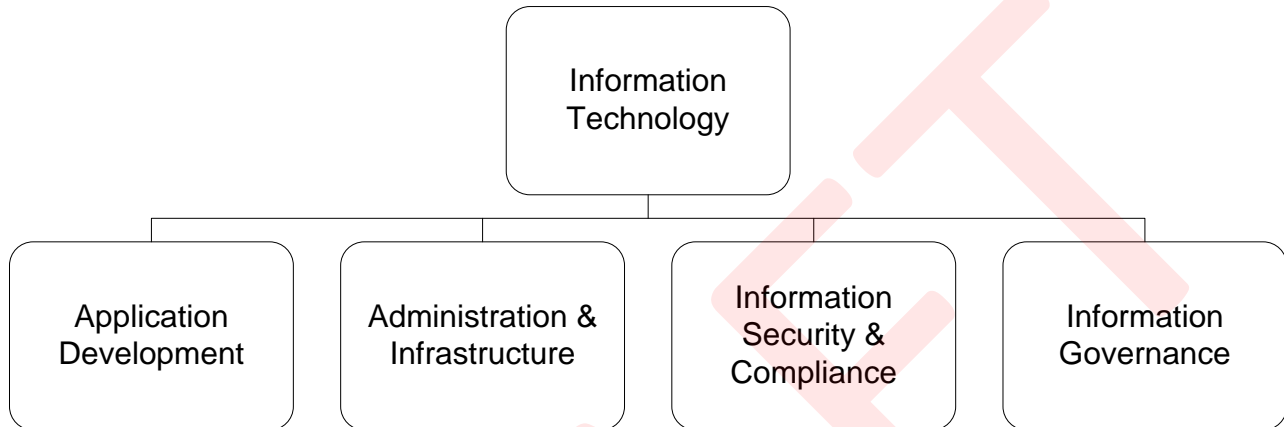 Information
Technology
Application
Development
Administration &
Infrastructure
Information
Security &
Compliance
Information
Governance